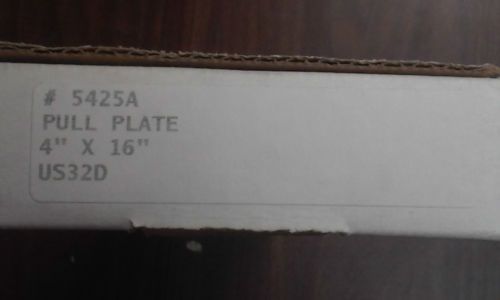 # 5425A
PULL PLATE
4" X 16"
US32D